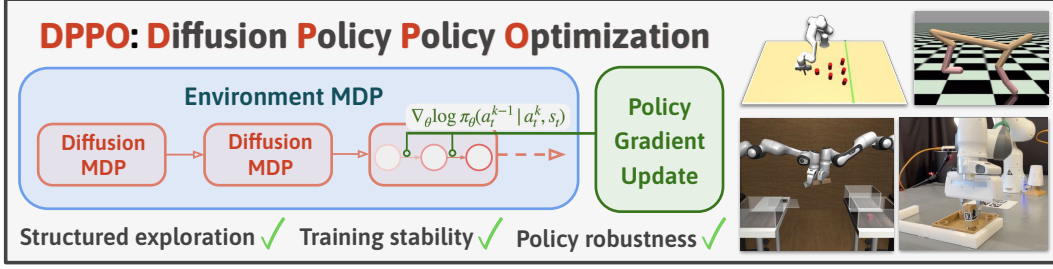 DPPO: Diffusion Policy Policy Optimization
Environment MDP
∇θ log πθ(a_t^{k−1} | a_t^k, s_t)
Diffusion
MDP
Diffusion
MDP
Policy
Gradient
Update
Structured exploration ✓
Training stability ✓
Policy robustness ✓